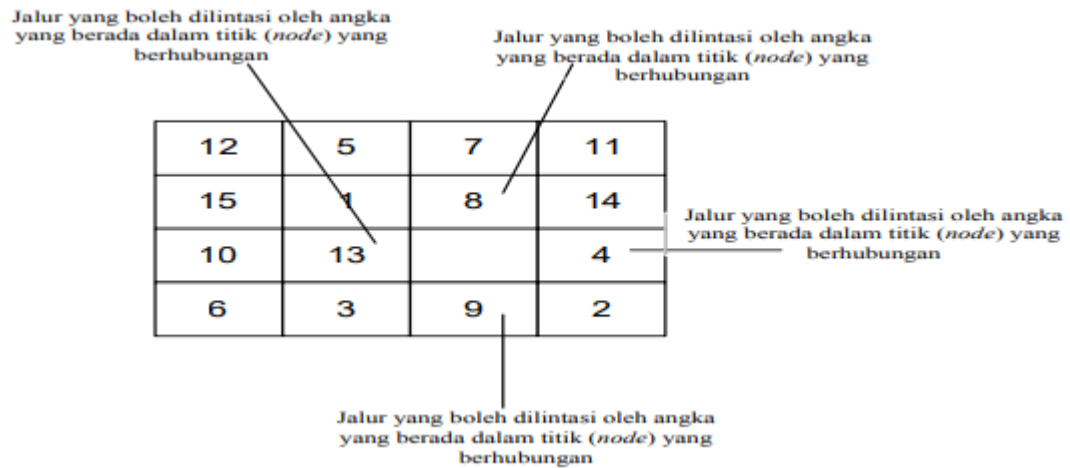 Jalur yang boleh dilintasi oleh angka
yang berada dalam titik (node) yang
berhubungan
Jalur yang boleh dilintasi oleh angka
yang berada dalam titik (node) yang
berhubungan
12 5 7 11
15 1 8 14
10 13 4
6 3 9 2
Jalur yang boleh dilintasi oleh angka
yang berada dalam titik (node) yang
berhubungan
Jalur yang boleh dilintasi oleh angka
yang berada dalam titik (node) yang
berhubungan